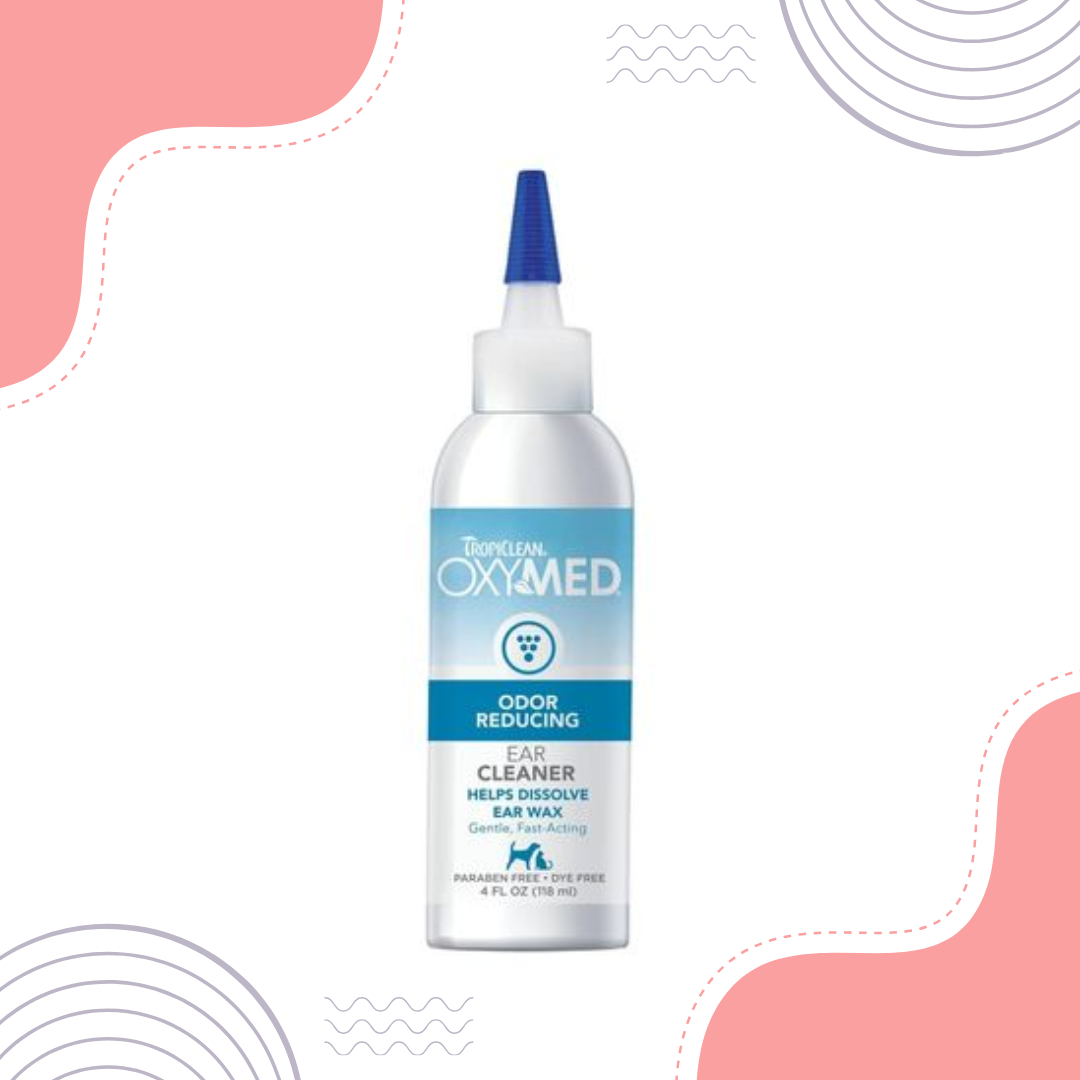 TROPICLEAN.
OXYMED
ODOR
REDUCING
EAR
CLEANER
HELPS DISSOLVE
EAR WAX
Gentle, Fast-Acting
PARABEN FREE • DYE FREE
4 FL OZ (118 ml)